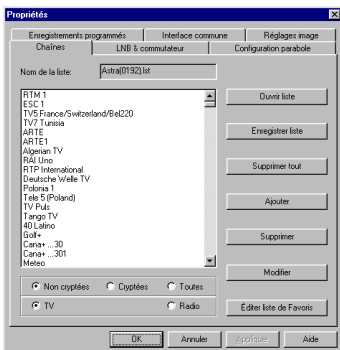 Propriétés
Enregistrements programmés Interface commune Réglages image
Chaînes LNB & commutateur Configuration parabole
Nom de la liste: Astra(0192).lst
RTM 1
ESC 1
TV5 France/Switzerland/Bel220
TV7 Tunisia
ARTE
ARTE1
Algerian TV
RAI Uno
RTP International
Deutsche Welle TV
Polonia 1
Tele 5 (Poland)
TV Puls
Tango TV
40 Latino
Golf+
Cana+ ...30
Cana+ ...301
Meteo
Ouvrir liste
Enregistrer liste
Supprimer tout
Ajouter
Supprimer
Modifier
Éditer liste de Favoris
Non cryptées Cryptées Toutes
TV Radio
OK Annuler Appliquer Aide